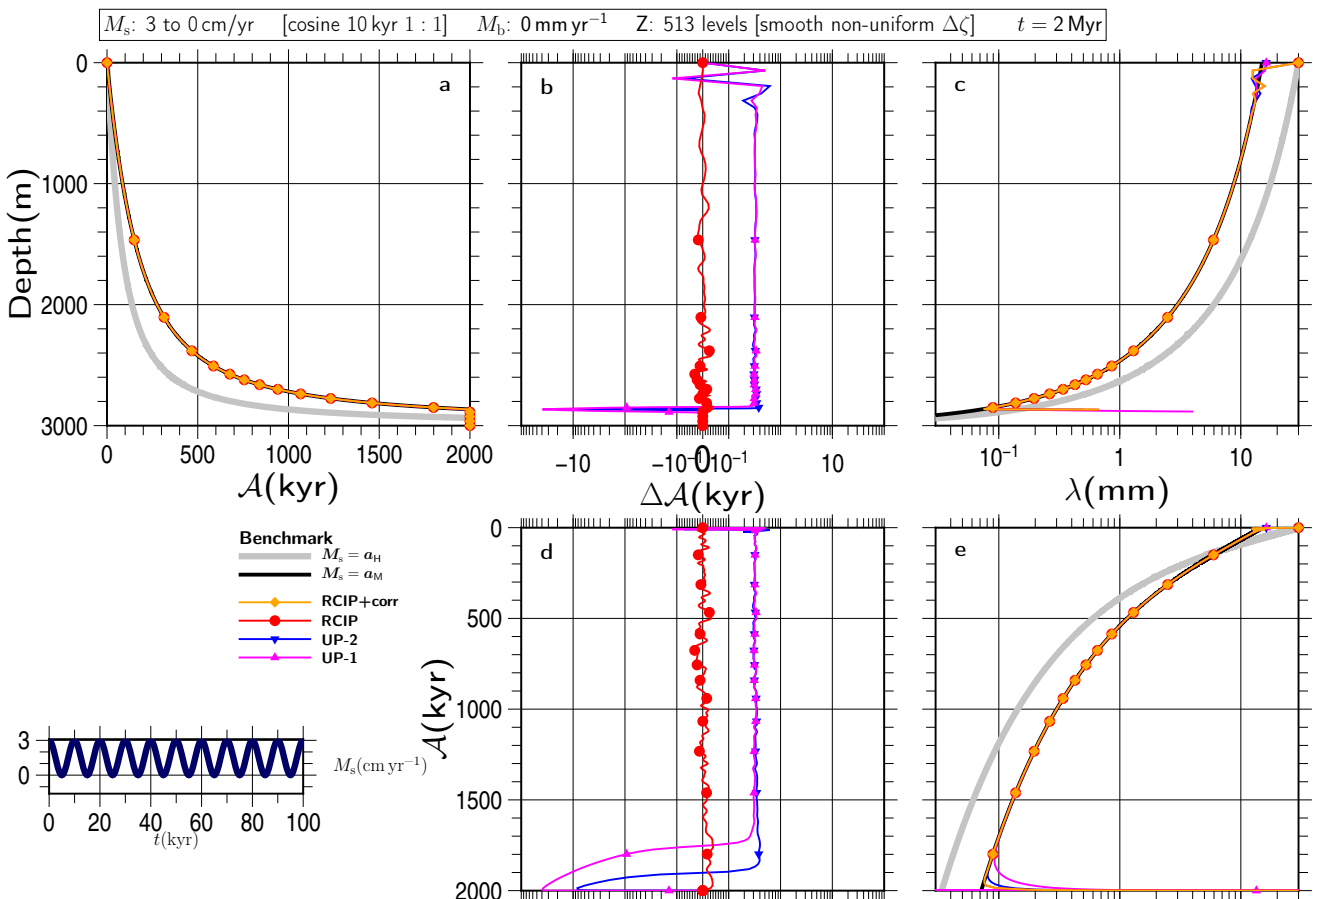 Mₛ: 3 to 0 cm/yr [cosine 10 kyr 1 : 1] M_b: 0 mm yr⁻¹ Z: 513 levels [smooth non-uniform Δζ] t = 2 Myr
a
b
c
0
1000
2000
3000
Depth(m)
0
10
0 500 1000 1500 2000
𝒜(kyr)
−10 −10⁻¹ 0 10⁻¹ 10
Δ𝒜(kyr)
10⁻¹ 1 10
λ(mm)
Benchmark
Mₛ = a_H
Mₛ = a_M
RCIP+corr
RCIP
UP-2
UP-1
d
e
0
500
1000
1500
2000
𝒜(kyr)
3
0
Mₛ(cm yr⁻¹)
0 20 40 60 80 100
t(kyr)